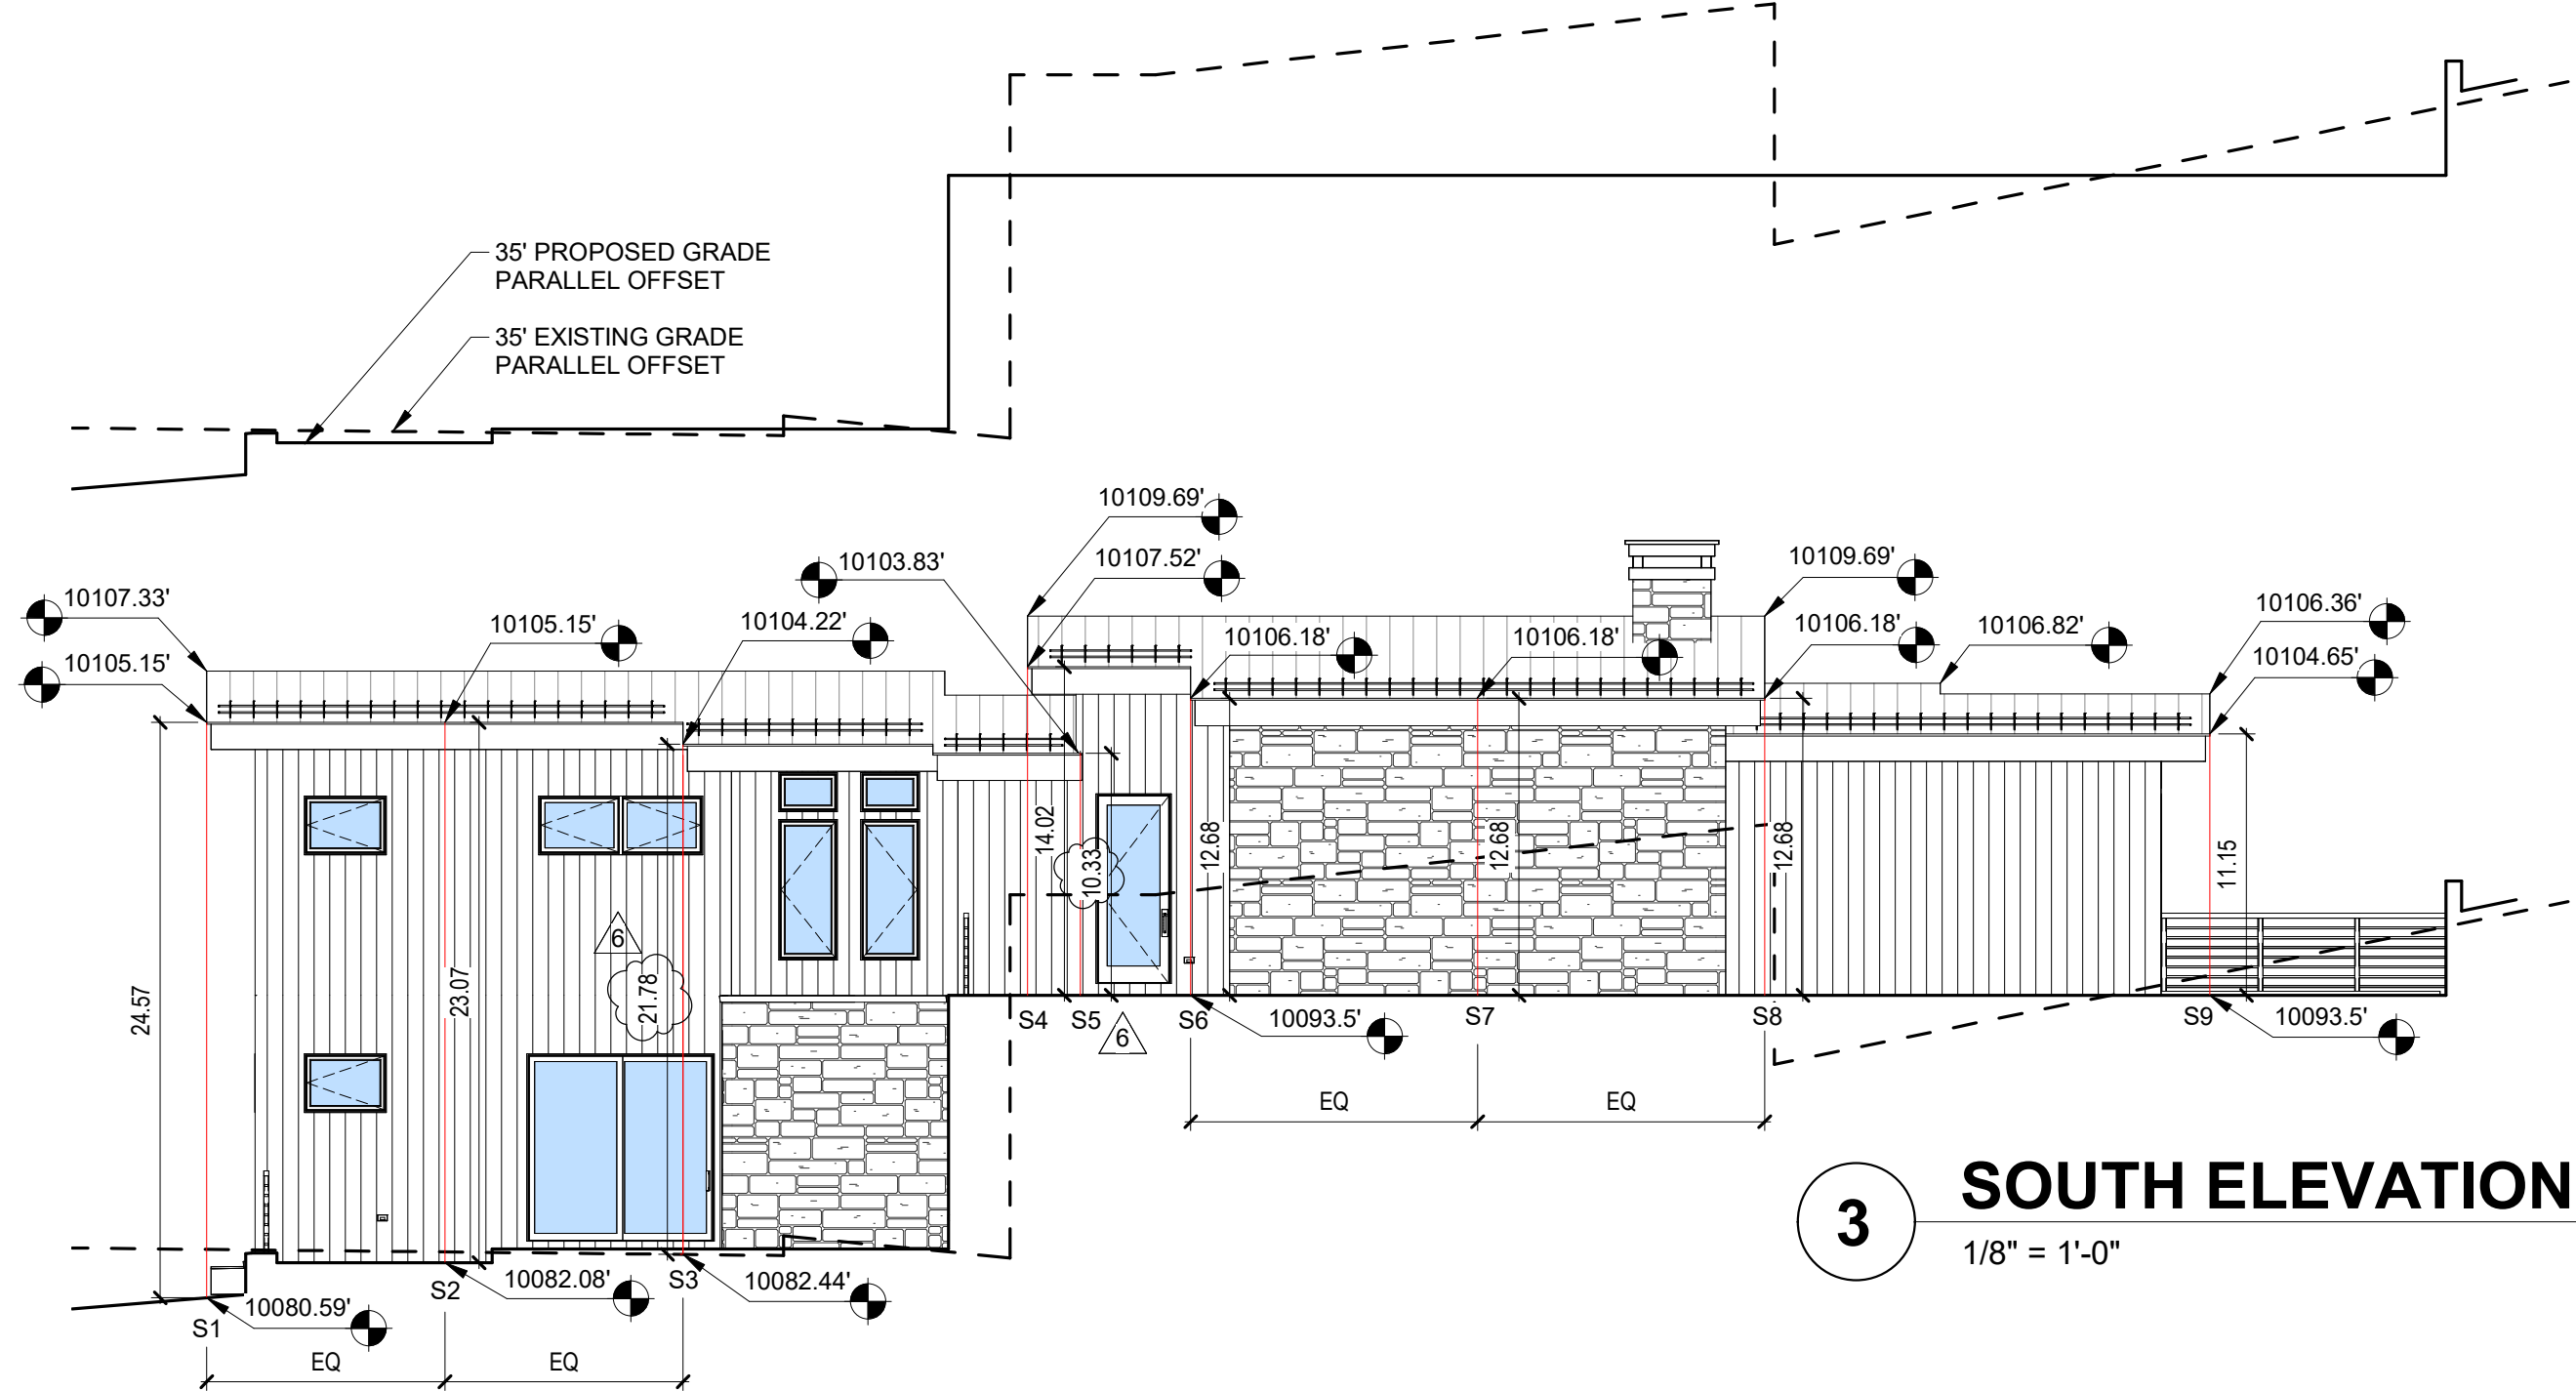 35' PROPOSED GRADE
PARALLEL OFFSET
35' EXISTING GRADE
PARALLEL OFFSET
10109.69'
10107.52'
10103.83'
10109.69'
10107.33'
10105.15'
10105.15'
10104.22'
10106.18'
10106.18'
10106.18'
10106.82'
10106.36'
10104.65'
24.57
23.07
6
21.78
14.02
10.33
12.68
12.68
12.68
11.15
S4
S5
6
S6
10093.5'
S7
S8
S9
10093.5'
EQ
EQ
S1
10080.59'
S2
10082.08'
S3
10082.44'
EQ
EQ
3
SOUTH ELEVATION
1/8" = 1'-0"